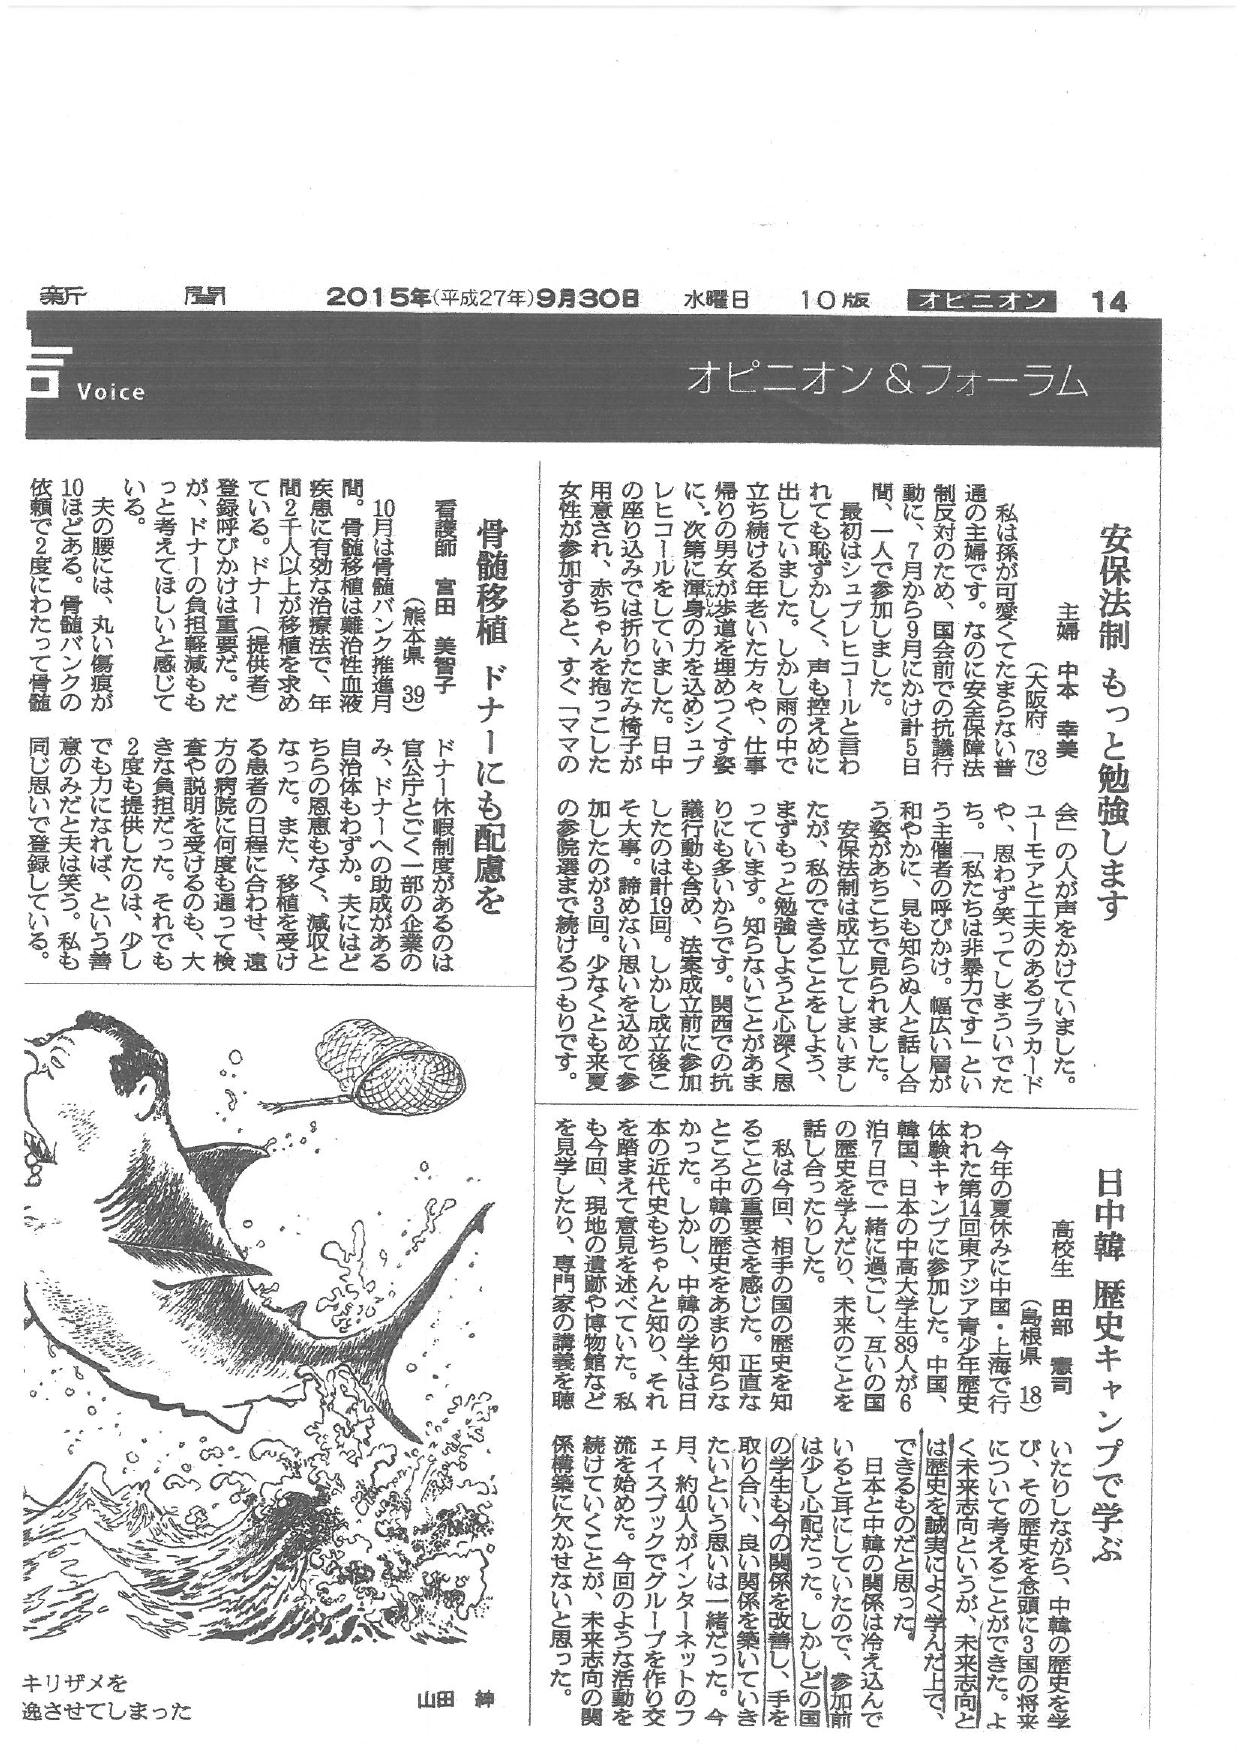 新　聞　2015年(平成27年)9月30日　水曜日　10版　オピニオン　14
Voice
オピニオン&フォーラム
安保法制 もっと勉強します
主婦　中本　幸美
(大阪府　73)
　私は孫が可愛くてたまらない普
通の主婦です。なのに安全保障法
制反対のため、国会前での抗議行
動に、7月から9月にかけ計5日
間、一人で参加しました。
　最初はシュプレヒコールと言わ
れても恥ずかしく、声も控えめに
出していました。しかし雨の中で
立ち続ける年老いた方々や、仕事
帰りの男女が歩道を埋めつくす姿
に、次第に渾身の力を込めシュプ
レヒコールをしていました。日中
の座り込みでは折りたたみ椅子が
用意され、赤ちゃんを抱っこした
女性が参加すると、すぐ「ママの
会」の人が声をかけていました。
ユーモアと工夫のあるプラカード
や、思わず笑ってしまういでた
ち。「私たちは非暴力です」とい
う主催者の呼びかけ。幅広い層が
和やかに、見も知らぬ人と話し合
う姿があちこちで見られました。
　安保法制は成立してしまいまし
たが、私のできることをしよう、
まずもっと勉強しようと心深く思
っています。知らないことがあま
りにも多いからです。関西での抗
議行動も含め、法案成立前に参加
したのは計19回。しかし成立後こ
そ大事。諦めない思いを込めて参
加したのが3回。少なくとも来夏
の参院選まで続けるつもりです。
骨髄移植 ドナーにも配慮を
看護師　宮田　美智子
(熊本県　39)
　10月は骨髄バンク推進月
間。骨髄移植は難治性血液
疾患に有効な治療法で、年
間2千人以上が移植を求め
ている。ドナー(提供者)
登録呼びかけは重要だ。だ
が、ドナーの負担軽減もも
っと考えてほしいと感じて
いる。
　夫の腰には、丸い傷痕が
10ほどある。骨髄バンクの
依頼で2度にわたって骨髄
ドナー休暇制度があるのは
官公庁とごく一部の企業の
み、ドナーへの助成がある
自治体もわずか。夫にはど
ちらの恩恵もなく、減収と
なった。また、移植を受け
る患者の日程に合わせ、遠
方の病院に何度も通って検
査や説明を受けるのも、大
きな負担だった。それでも
2度も提供したのは、少し
でも力になれば、という善
意のみだと夫は笑う。私も
同じ思いで登録している。
日中韓 歴史キャンプで学ぶ
高校生　田部　憲司
(島根県　18)
　今年の夏休みに中国・上海で行
われた第14回東アジア青少年歴史
体験キャンプに参加した。中国、
韓国、日本の中高大学生89人が6
泊7日で一緒に過ごし、互いの国
の歴史を学んだり、未来のことを
話し合ったりした。
　私は今回、相手の国の歴史を知
ることの重要さを感じた。正直な
ところ中韓の歴史をあまり知らな
かった。しかし、中韓の学生は日
本の近代史もちゃんと知り、それ
を踏まえて意見を述べていた。私
も今回、現地の遺跡や博物館など
を見学したり、専門家の講義を聴
いたりしながら、中韓の歴史を学
び、その歴史を念頭に3国の将来
について考えることができた。よ
く未来志向というが、未来志向と
は歴史を誠実によく学んだ上で、
できるものだと思った。
　日本と中韓の関係は冷え込んで
いると耳にしていたので、参加前
は少し心配だった。しかしどの国
の学生も今の関係を改善し、手を
取り合い、良い関係を築いていき
たいという思いは一緒だった。今
月、約40人がインターネットのフ
ェイスブックでグループを作り交
流を始めた。今回のような活動を
続けていくことが、未来志向の関
係構築に欠かせないと思った。
キリザメを
逸させてしまった
山田　紳